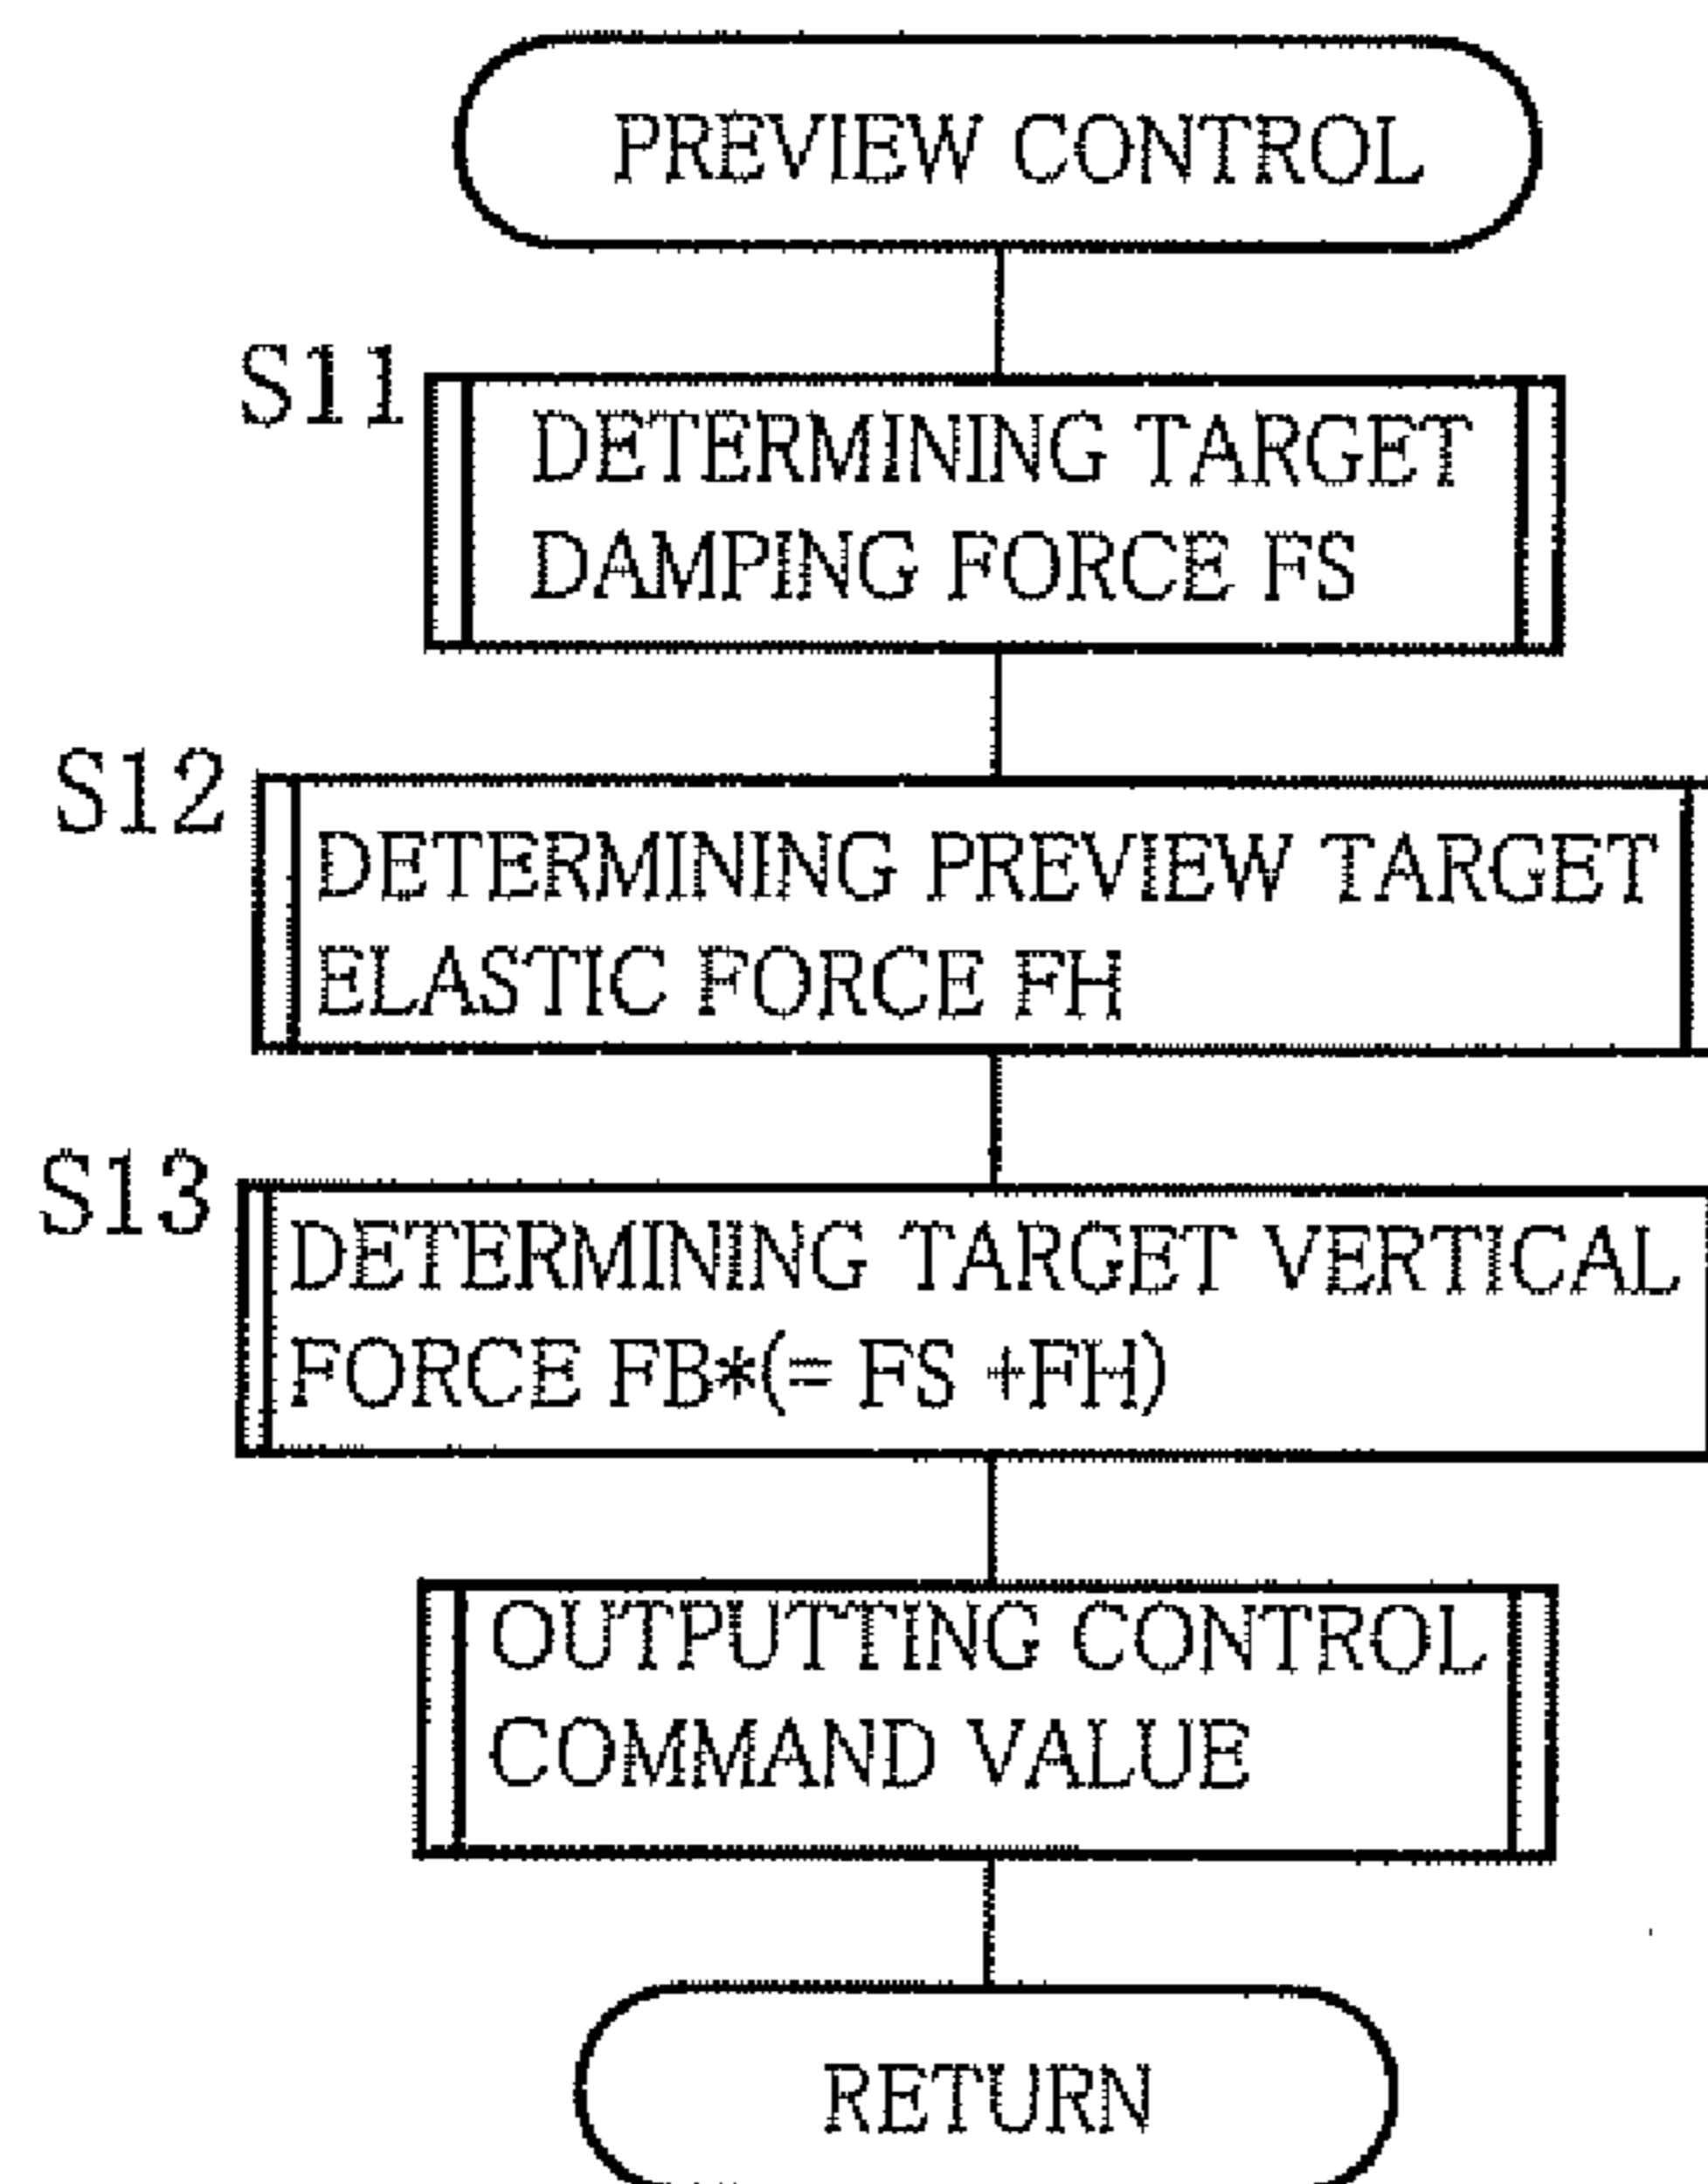 PREVIEW CONTROL
S11
DETERMINING TARGET
DAMPING FORCE FS
S12
DETERMINING PREVIEW TARGET
ELASTIC FORCE FH
S13
DETERMINING TARGET VERTICAL
FORCE FB*(= FS +FH)
OUTPUTTING CONTROL
COMMAND VALUE
RETURN